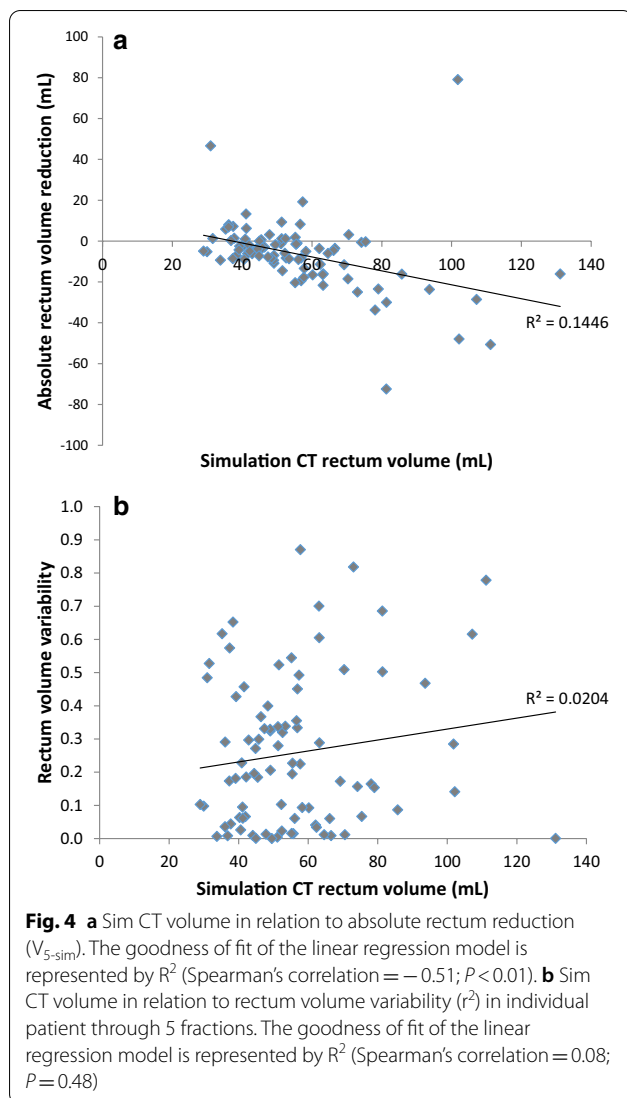 a
100
80
60
40
20
0
-20
-40
-60
-80
-100
0 20 40 60 80 100 120 140
Absolute rectum volume reduction (mL)
R² = 0.1446
Simulation CT rectum volume (mL)
b
1.0
0.9
0.8
0.7
0.6
0.5
0.4
0.3
0.2
0.1
0.0
Rectum volume variability
R² = 0.0204
0 20 40 60 80 100 120 140
Simulation CT rectum volume (mL)
Fig. 4 a Sim CT volume in relation to absolute rectum reduction
(V₅₋sim). The goodness of fit of the linear regression model is
represented by R² (Spearman's correlation = − 0.51; P < 0.01). b Sim
CT volume in relation to rectum volume variability (r²) in individual
patient through 5 fractions. The goodness of fit of the linear
regression model is represented by R² (Spearman's correlation = 0.08;
P = 0.48)